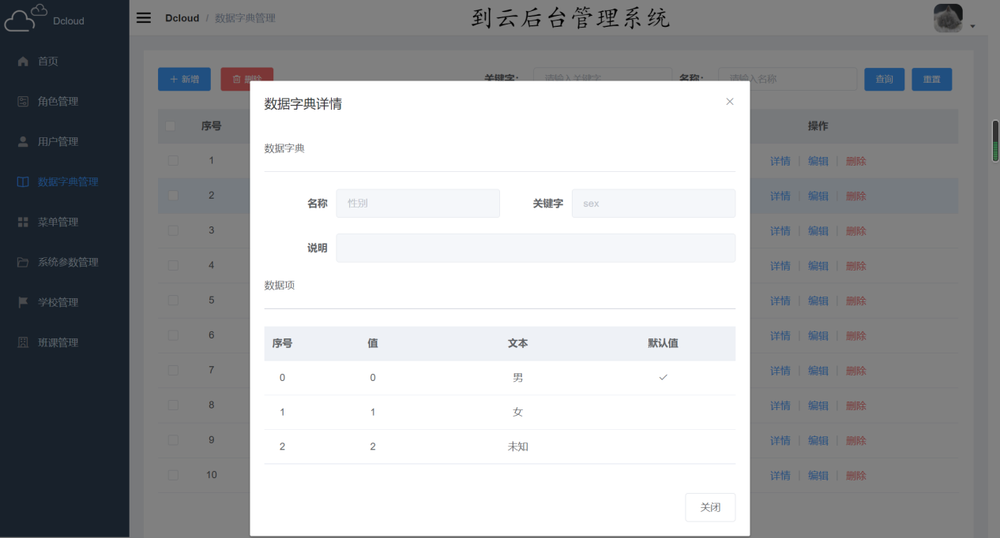 Dcloud
Dcloud / 数据字典管理
到云后台管理系统
首页
角色管理
用户管理
数据字典管理
菜单管理
系统参数管理
学校管理
班课管理
+ 新增
删除
关键字:
请输入关键字
名称:
请输入名称
查询
重置
序号
操作
1 详情 编辑 删除
2 详情 编辑 删除
3 详情 编辑 删除
4 详情 编辑 删除
5 详情 编辑 删除
6 详情 编辑 删除
7 详情 编辑 删除
8 详情 编辑 删除
9 详情 编辑 删除
10 详情 编辑 删除
数据字典详情
数据字典
名称 性别 关键字 sex
说明
数据项
序号 值 文本 默认值
0 0 男 ✓
1 1 女
2 2 未知
关闭